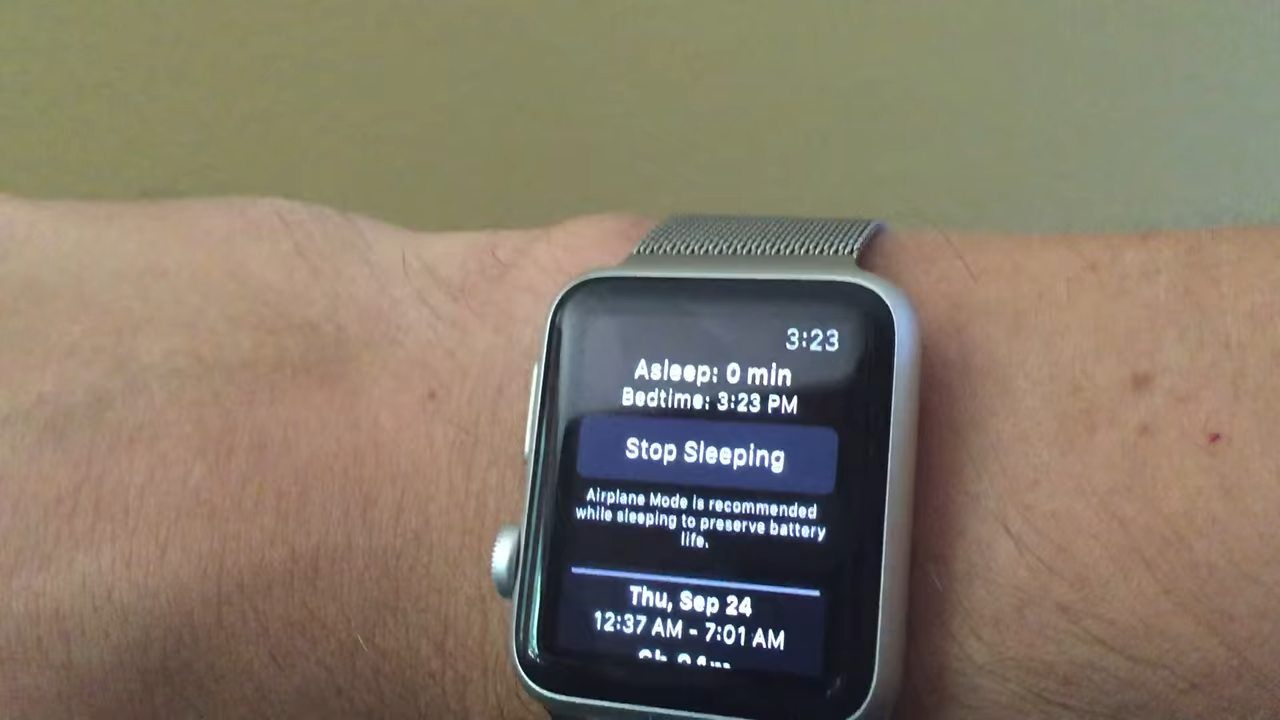 3:23
Asleep: 0 min
Bedtime: 3:23 PM
Stop Sleeping
Airplane Mode is recommended
while sleeping to preserve battery
life.
Thu, Sep 24
12:37 AM - 7:01 AM